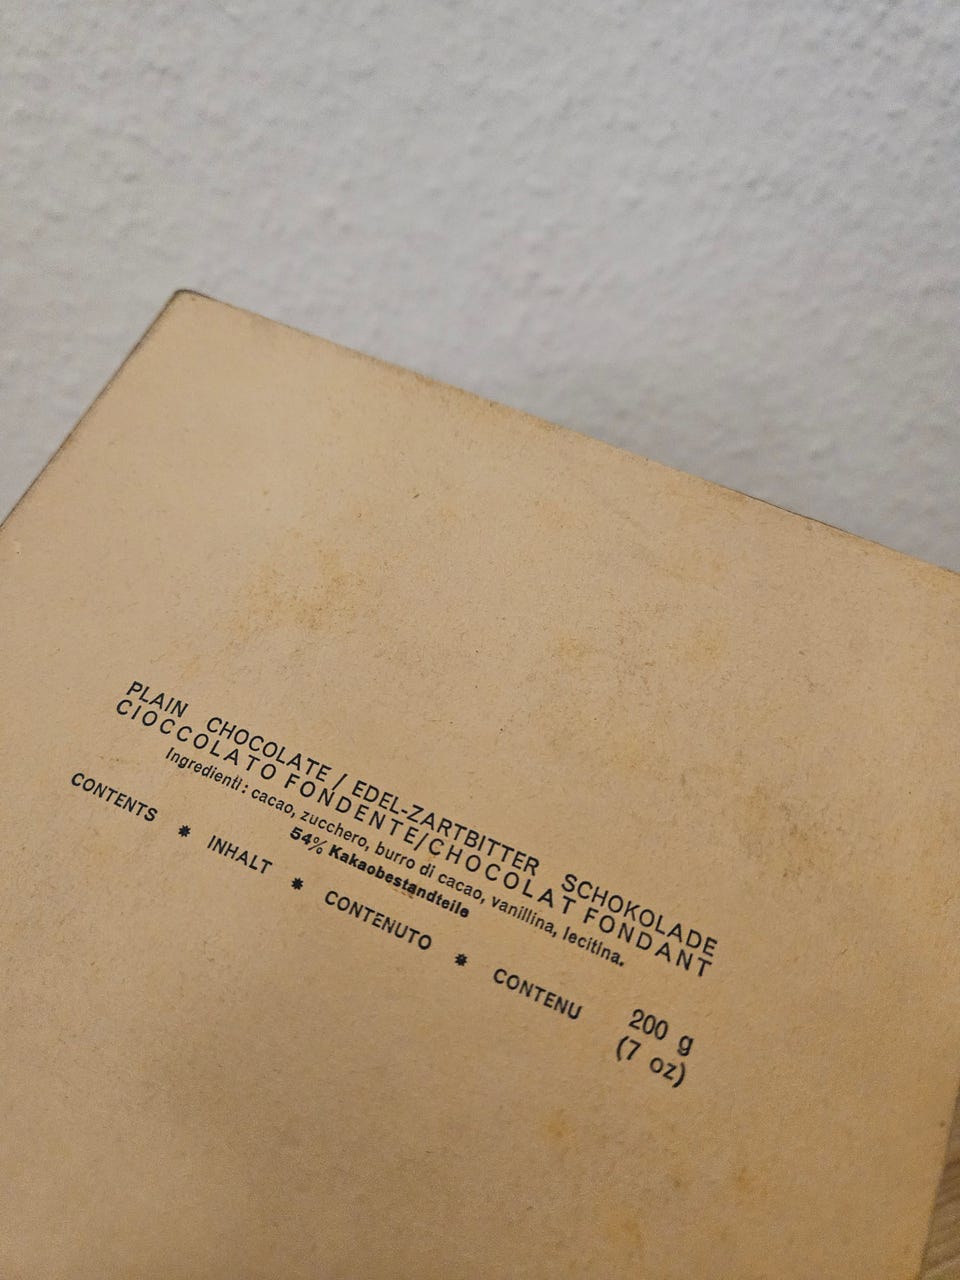 PLAIN CHOCOLATE / EDEL-ZARTBITTER SCHOKOLADE
CIOCCOLATO FONDENTE/CHOCOLAT FONDANT
Ingredienti: cacao, zucchero, burro di cacao, vanillina, lecitina.
54% Kakaobestandteile
CONTENTS * INHALT * CONTENUTO * CONTENU 200 g
(7 oz)